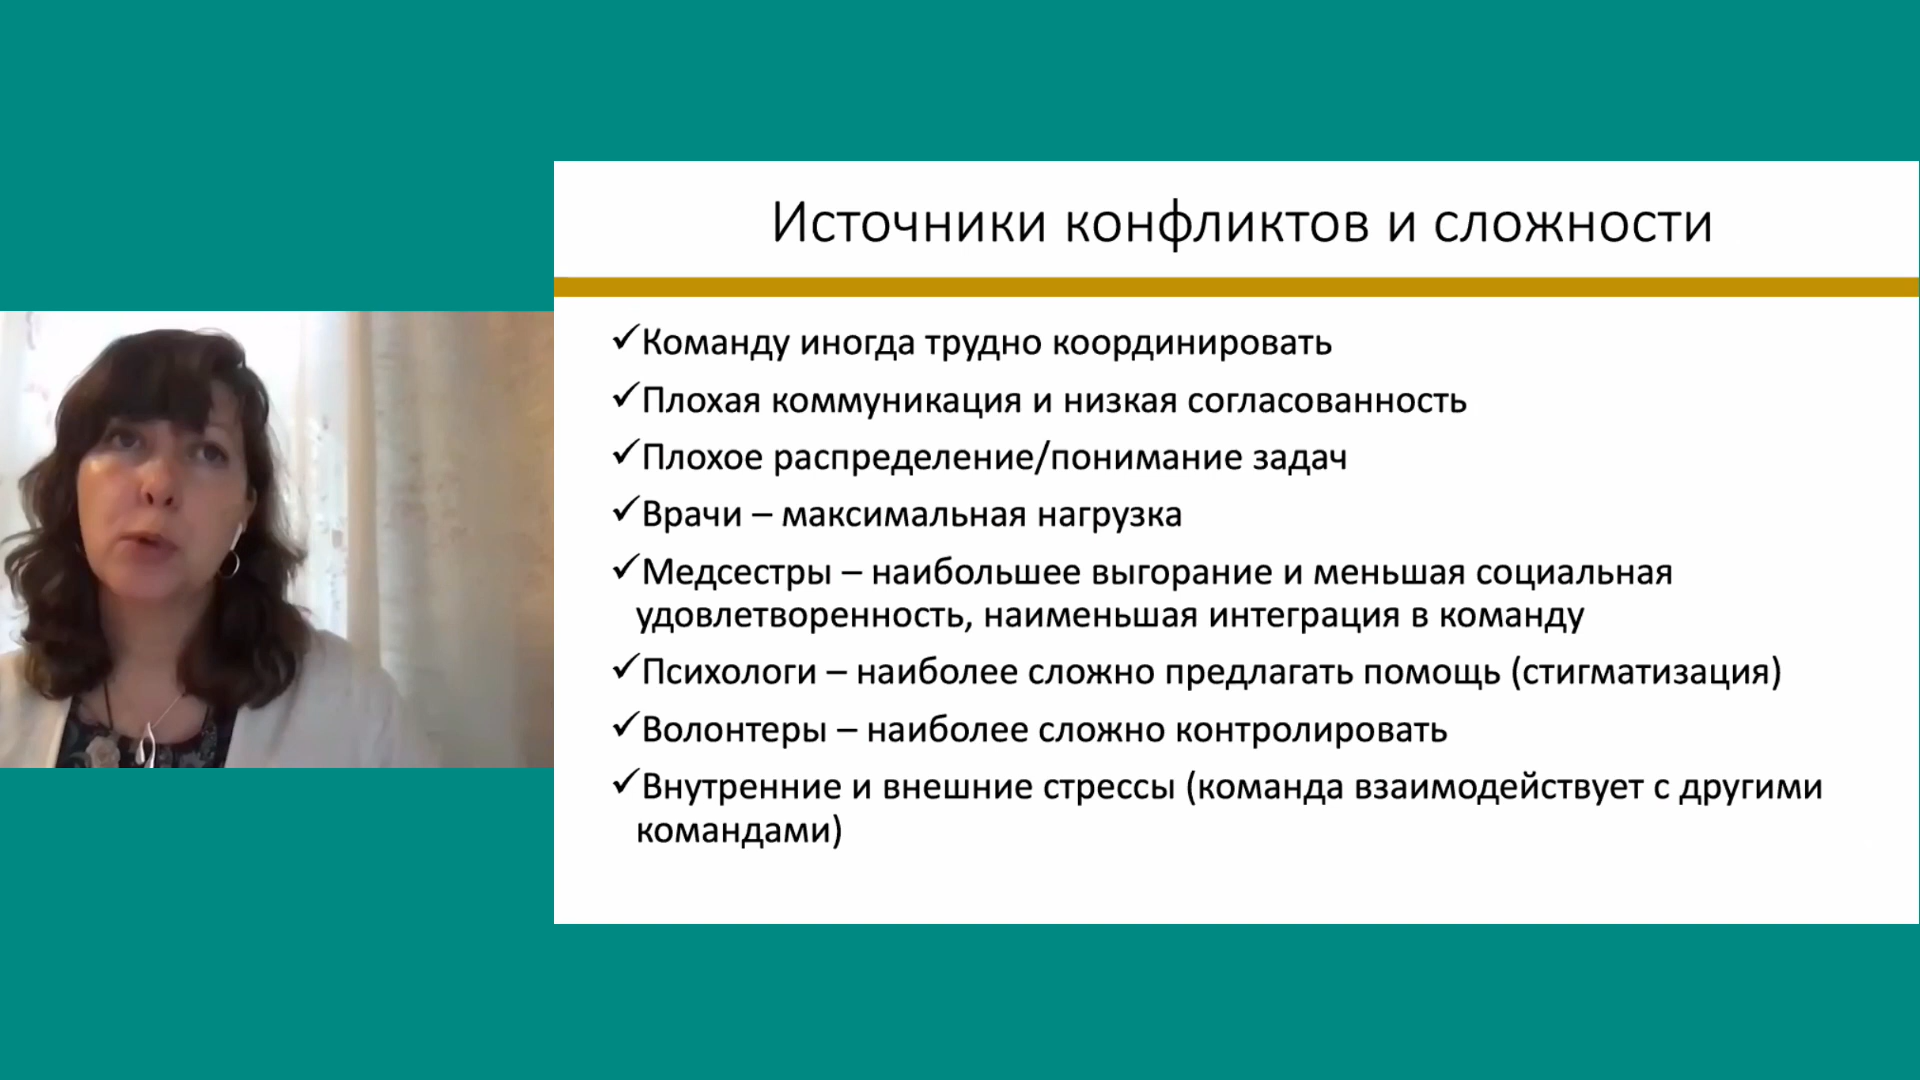 Источники конфликтов и сложности
✓Команду иногда трудно координировать
✓Плохая коммуникация и низкая согласованность
✓Плохое распределение/понимание задач
✓Врачи – максимальная нагрузка
✓Медсестры – наибольшее выгорание и меньшая социальная
удовлетворенность, наименьшая интеграция в команду
✓Психологи – наиболее сложно предлагать помощь (стигматизация)
✓Волонтеры – наиболее сложно контролировать
✓Внутренние и внешние стрессы (команда взаимодействует с другими
командами)